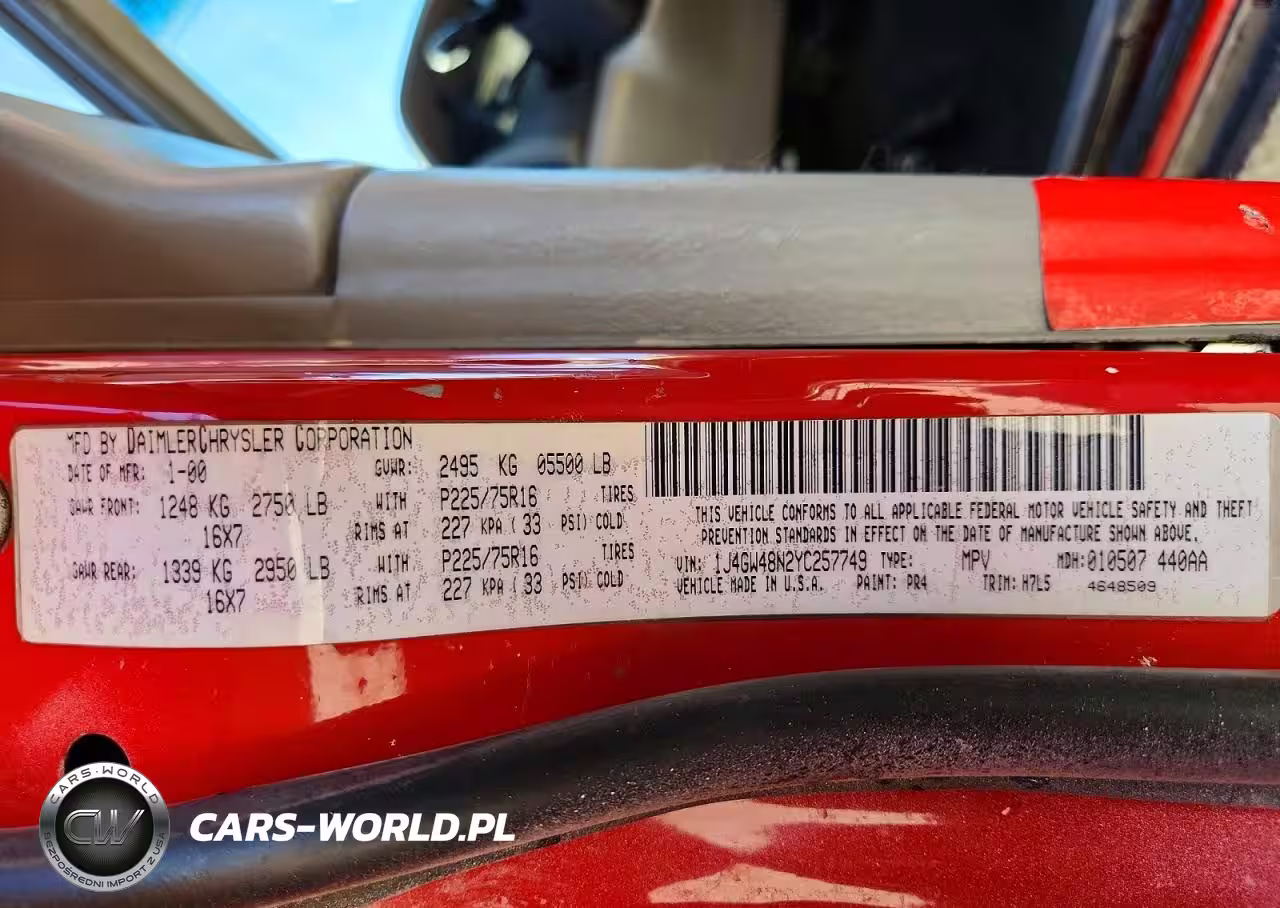 MFD BY DAIMLERCHRYSLER CORPORATION
DATE OF MFR: 1-00 GVWR: 2495 KG 05500 LB
GAWR FRONT: 1248 KG 2750 LB WITH P225/75R16 TIRES
16X7 RIMS AT 227 KPA ( 33 PSI) COLD
GAWR REAR: 1339 KG 2950 LB WITH P225/75R16 TIRES
16X7 RIMS AT 227 KPA ( 33 PSI) COLD
THIS VEHICLE CONFORMS TO ALL APPLICABLE FEDERAL MOTOR VEHICLE SAFETY AND THEFT
PREVENTION STANDARDS IN EFFECT ON THE DATE OF MANUFACTURE SHOWN ABOVE.
VIN: 1J4GW48N2YC257749 TYPE: MPV MDH:010507 440AA
VEHICLE MADE IN U.S.A. PAINT: PR4 TRIM: H7L5 4648509
CARS-WORLD
CW
BEZPOŚREDNI IMPORT Z USA
CARS-WORLD.PL